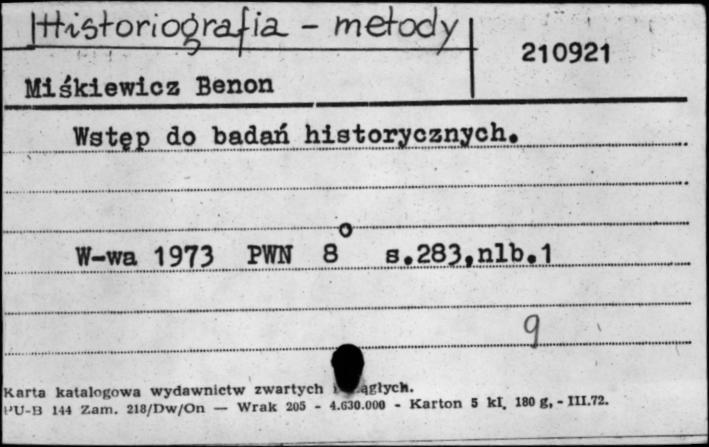 Historiografia - metody
210921
Miśkiewicz Benon
Wstęp do badań historycznych.
W-wa 1973 PWN 8° s.283,nlb.1
9
Karta katalogowa wydawnictw zwartych i ciągłych.
PU-B 144 Zam. 218/Dw/On — Wrak 205 - 4.630.000 - Karton 5 kl. 180 g. - III.72.